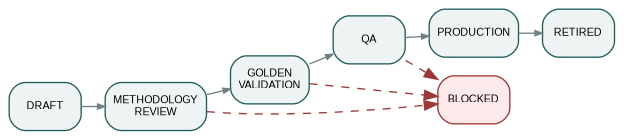 DRAFT
METHODOLOGY
REVIEW
GOLDEN
VALIDATION
QA
PRODUCTION
RETIRED
BLOCKED